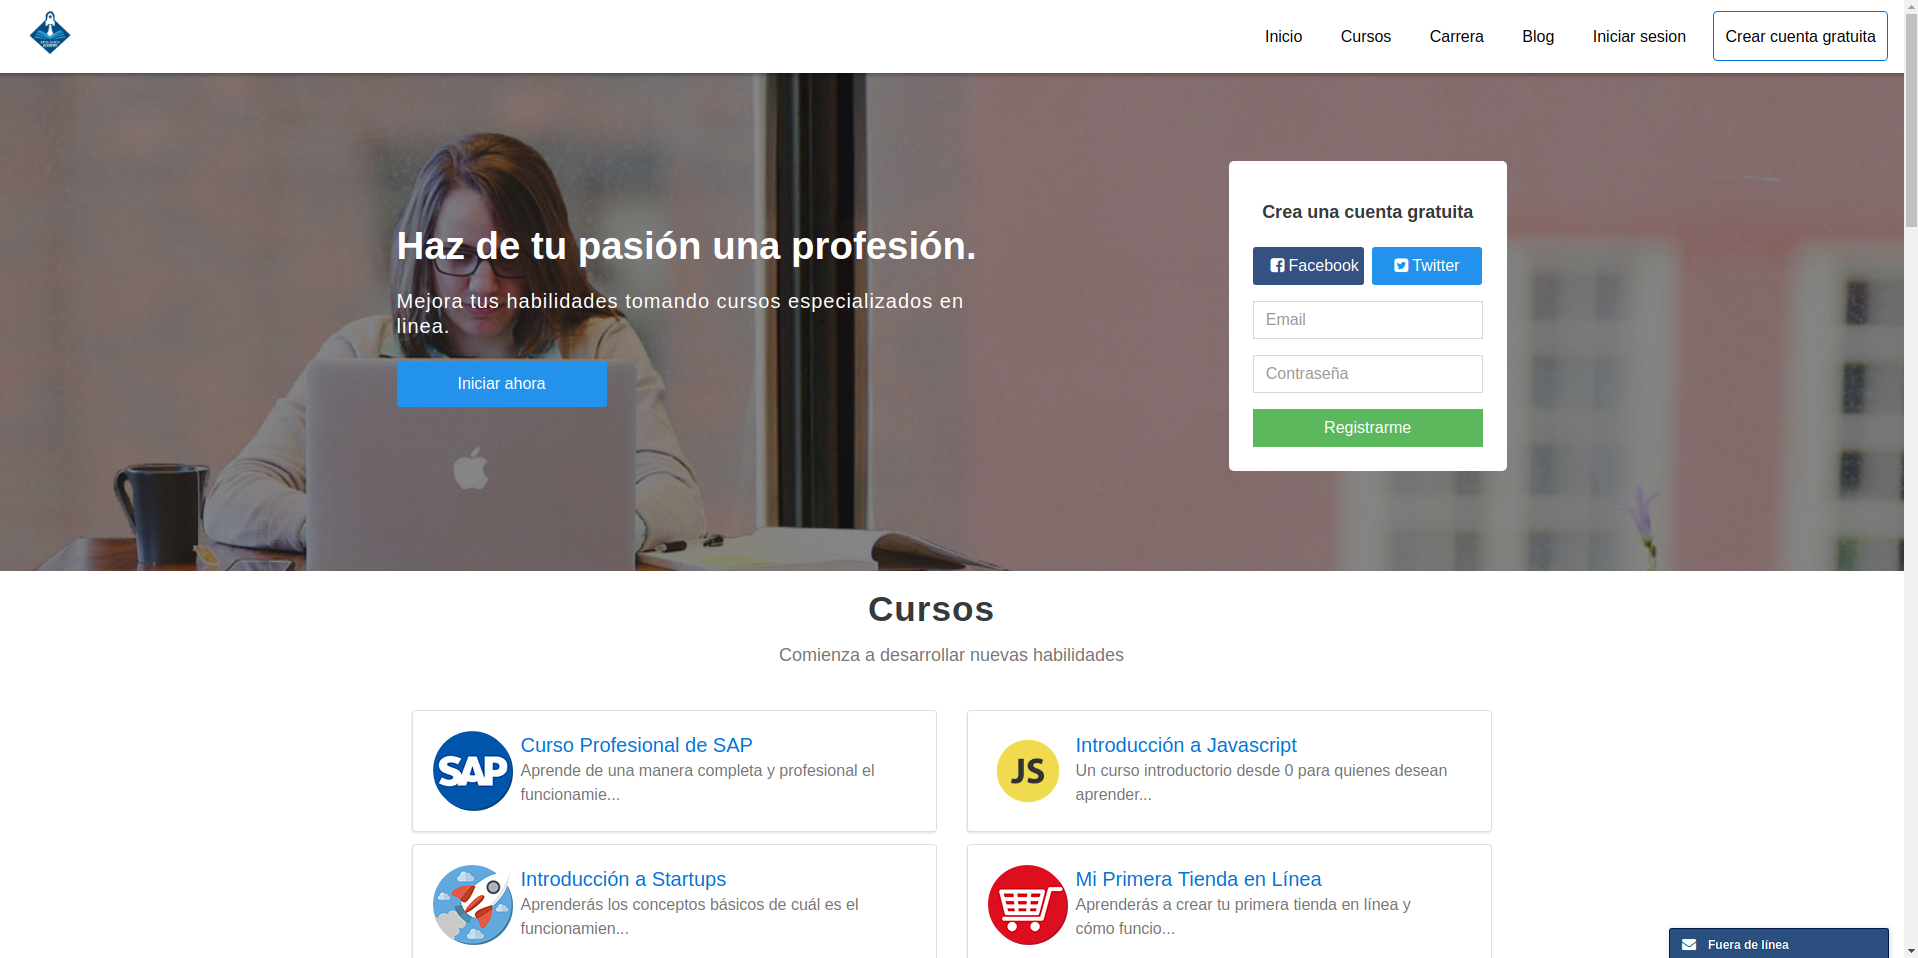 Inicio
Cursos
Carrera
Blog
Iniciar sesion
Crear cuenta gratuita
Haz de tu pasión una profesión.
Mejora tus habilidades tomando cursos especializados en
linea.
Iniciar ahora
Crea una cuenta gratuita
Facebook
Twitter
Email
Contraseña
Registrarme
Cursos
Comienza a desarrollar nuevas habilidades
SAP
Curso Profesional de SAP
Aprende de una manera completa y profesional el
funcionamie...
JS
Introducción a Javascript
Un curso introductorio desde 0 para quienes desean
aprender...
Introducción a Startups
Aprenderás los conceptos básicos de cuál es el
funcionamien...
Mi Primera Tienda en Línea
Aprenderás a crear tu primera tienda en línea y
cómo funcio...
Fuera de línea